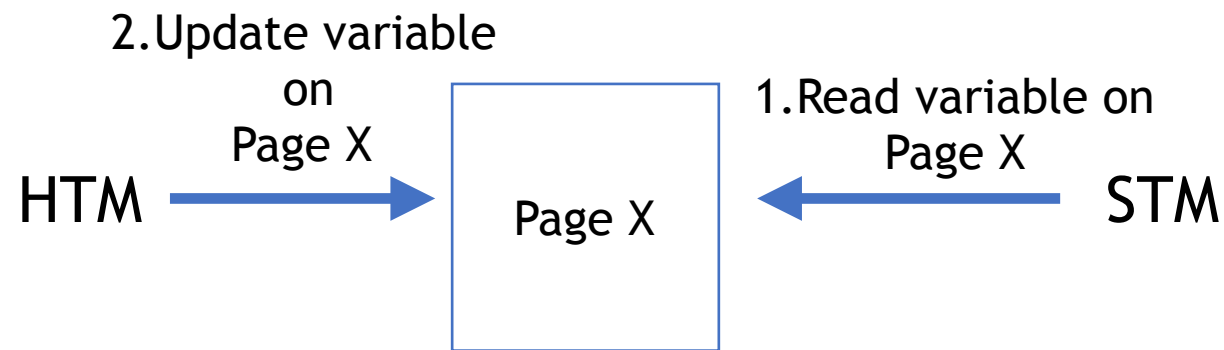 2.Update variable
on
Page X
1.Read variable on
Page X
HTM
Page X
STM